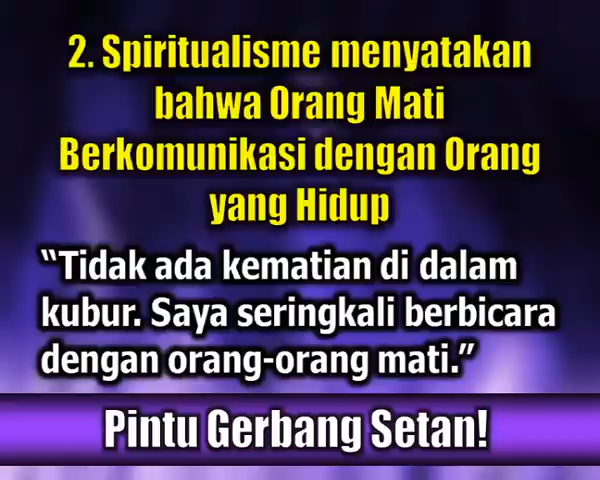 2. Spiritualisme menyatakan
bahwa Orang Mati
Berkomunikasi dengan Orang
yang Hidup
“Tidak ada kematian di dalam
kubur. Saya seringkali berbicara
dengan orang-orang mati.”
Pintu Gerbang Setan!